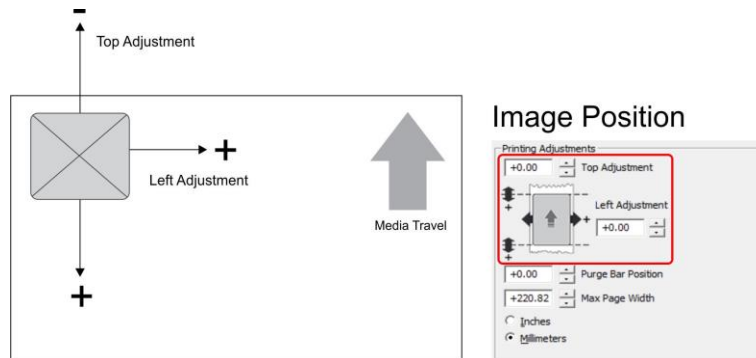 -
Top Adjustment
+
Left Adjustment
+
Media Travel
Image Position
Printing Adjustments
+0.00 Top Adjustment
+
Left Adjustment
+
+0.00
+
+0.00 Purge Bar Position
+220.82 Max Page Width
Inches
Millimeters